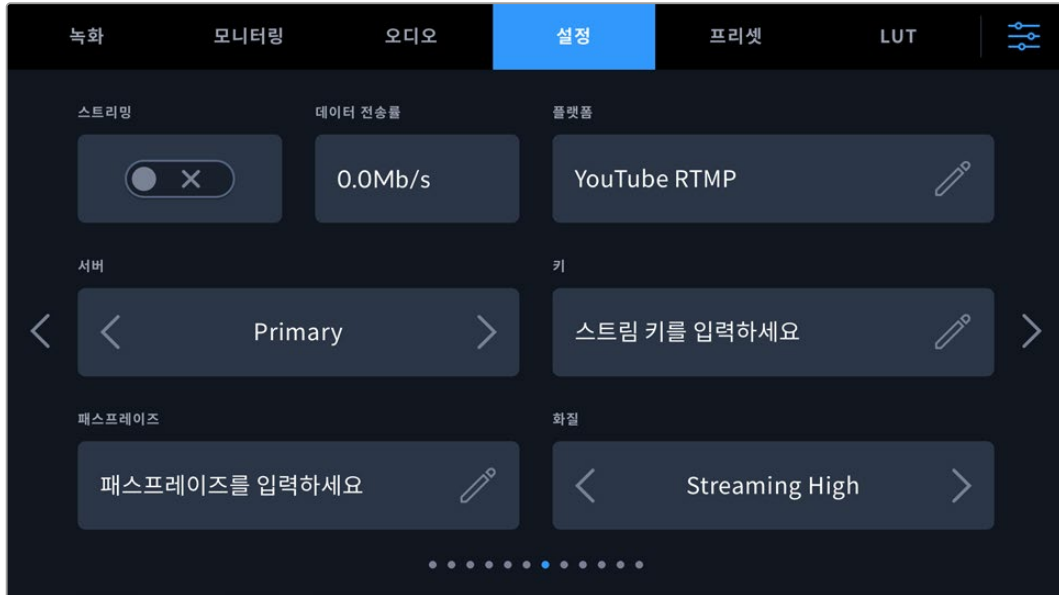 녹화 모니터링 오디오 설정 프리셋 LUT
스트리밍 데이터 전송률 플랫폼
0.0Mb/s YouTube RTMP
서버 키
Primary 스트림 키를 입력하세요
패스프레이즈 화질
패스프레이즈를 입력하세요 Streaming High